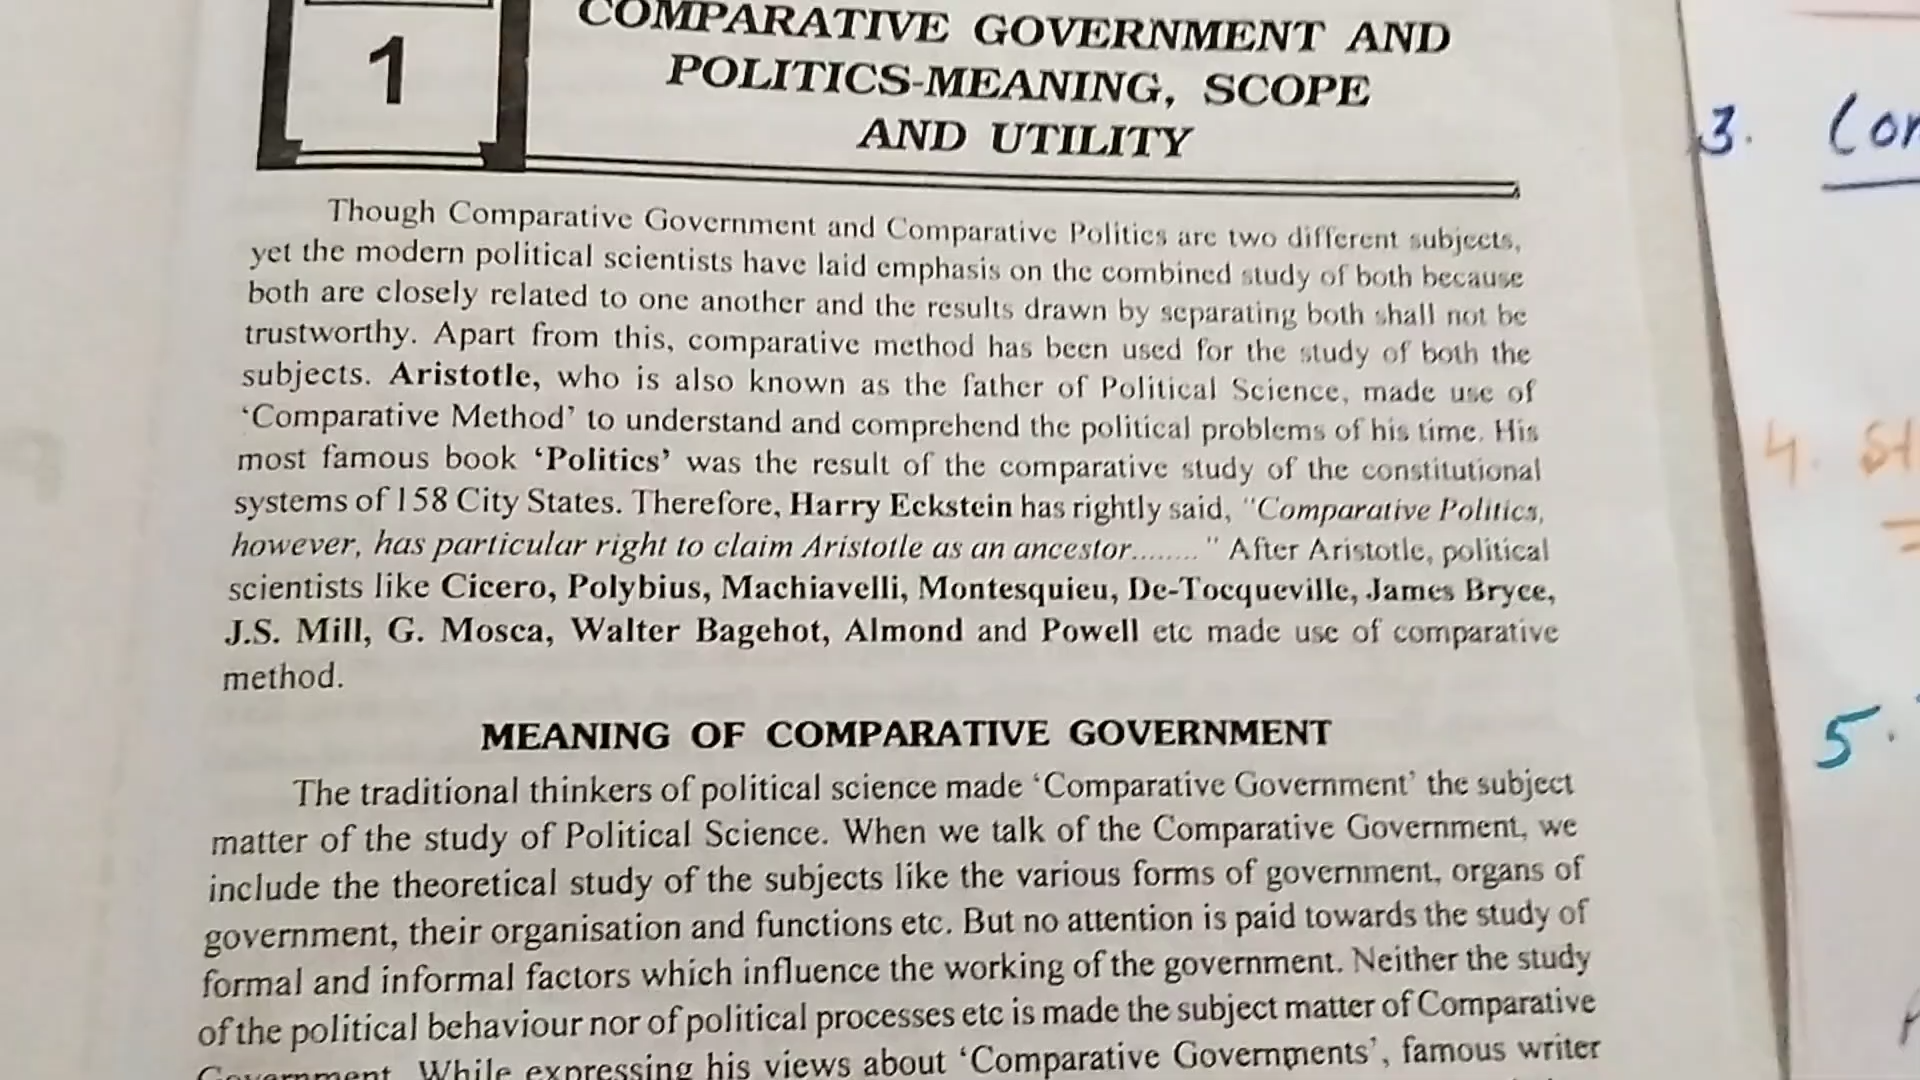 1
COMPARATIVE GOVERNMENT AND
POLITICS-MEANING, SCOPE
AND UTILITY
Though Comparative Government and Comparative Politics are two different subjects,
yet the modern political scientists have laid emphasis on the combined study of both because
both are closely related to one another and the results drawn by separating both shall not be
trustworthy. Apart from this, comparative method has been used for the study of both the
subjects. Aristotle, who is also known as the father of Political Science, made use of
‘Comparative Method’ to understand and comprehend the political problems of his time. His
most famous book ‘Politics’ was the result of the comparative study of the constitutional
systems of 158 City States. Therefore, Harry Eckstein has rightly said, "Comparative Politics,
however, has particular right to claim Aristotle as an ancestor........ " After Aristotle, political
scientists like Cicero, Polybius, Machiavelli, Montesquieu, De-Tocqueville, James Bryce,
J.S. Mill, G. Mosca, Walter Bagehot, Almond and Powell etc made use of comparative
method.
MEANING OF COMPARATIVE GOVERNMENT
The traditional thinkers of political science made ‘Comparative Government’ the subject
matter of the study of Political Science. When we talk of the Comparative Government, we
include the theoretical study of the subjects like the various forms of government, organs of
government, their organisation and functions etc. But no attention is paid towards the study of
formal and informal factors which influence the working of the government. Neither the study
of the political behaviour nor of political processes etc is made the subject matter of Comparative
Government. While expressing his views about ‘Comparative Governments’, famous writer
3.
4.
5.